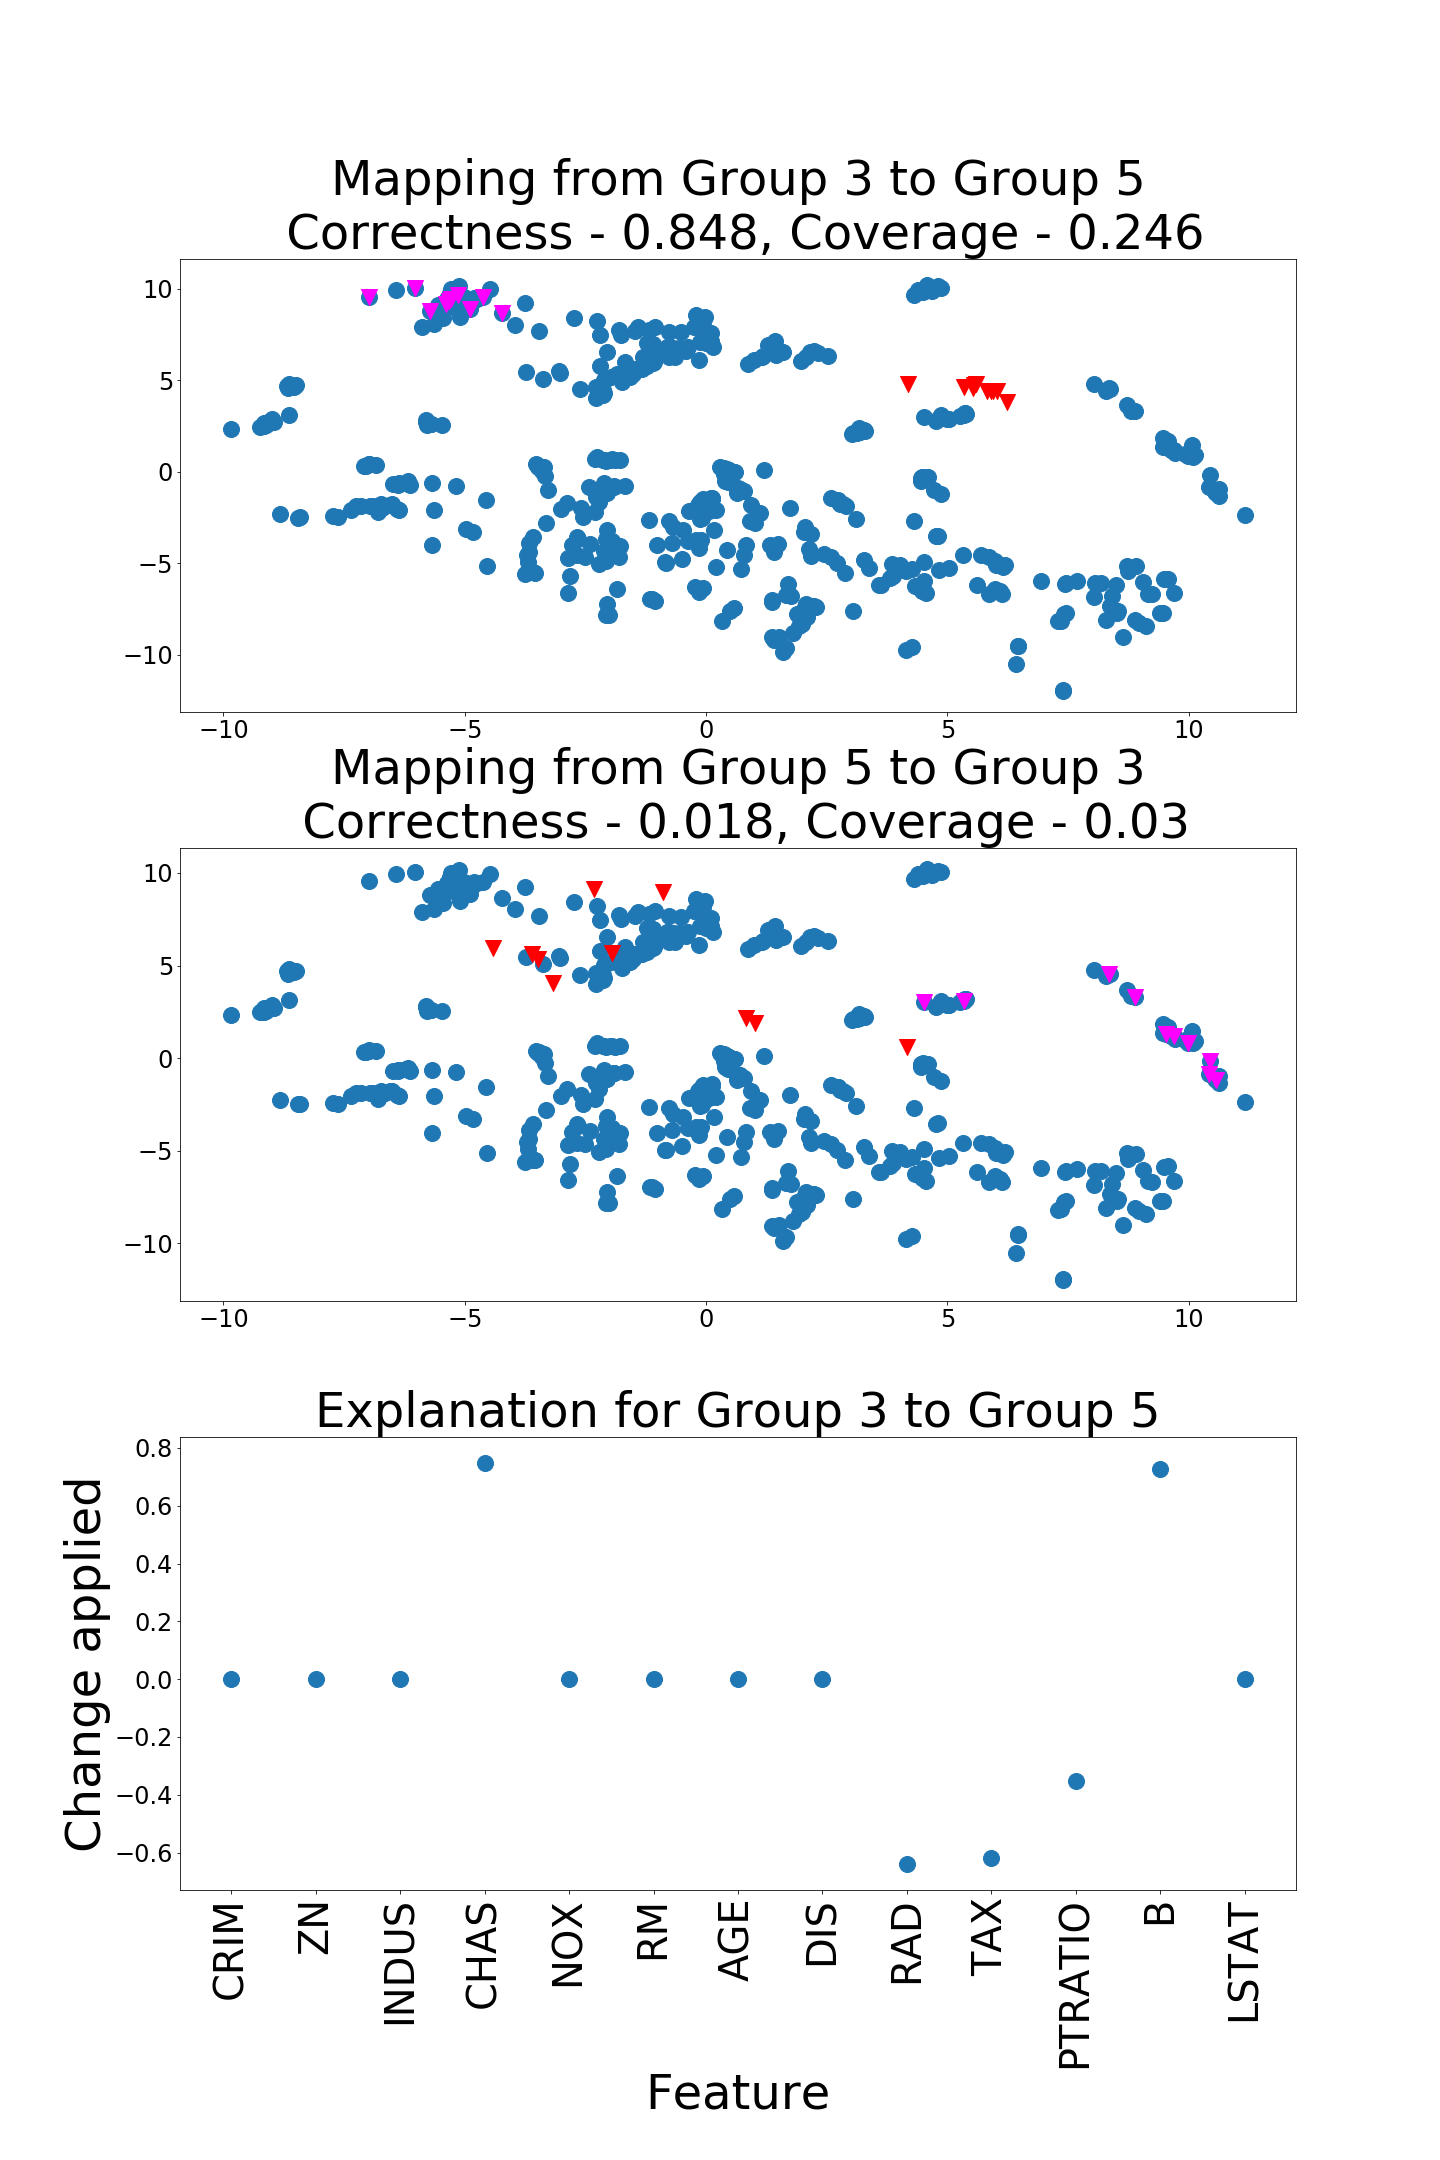 Mapping from Group 3 to Group 5
Correctness - 0.848, Coverage - 0.246
10
5
0
−5
−10
−10 −5 0 5 10
Mapping from Group 5 to Group 3
Correctness - 0.018, Coverage - 0.03
10
5
0
−5
−10
−10 −5 0 5 10
Explanation for Group 3 to Group 5
Change applied
0.8
0.6
0.4
0.2
0.0
−0.2
−0.4
−0.6
CRIM ZN INDUS CHAS NOX RM AGE DIS RAD TAX PTRATIO B LSTAT
Feature